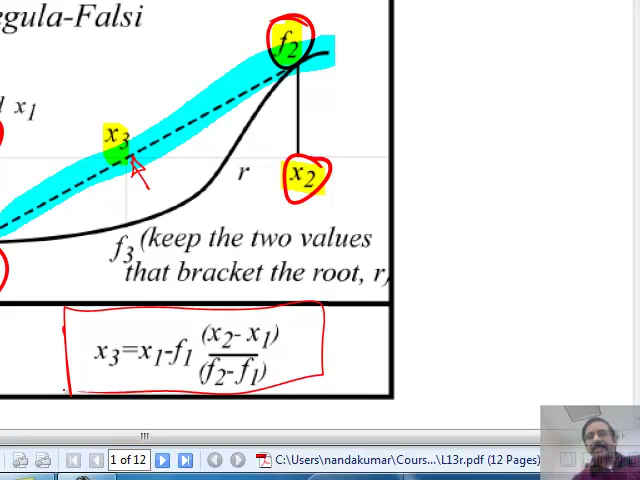 egula-Falsi
f2
d x1
x3
r
x2
f3 (keep the two values
that bracket the root, r)
x3=x1-f1 (x2-x1)/(f2-f1)
1 of 12
C:\Users\nandakumar\Cours...\L13r.pdf (12 Pages)